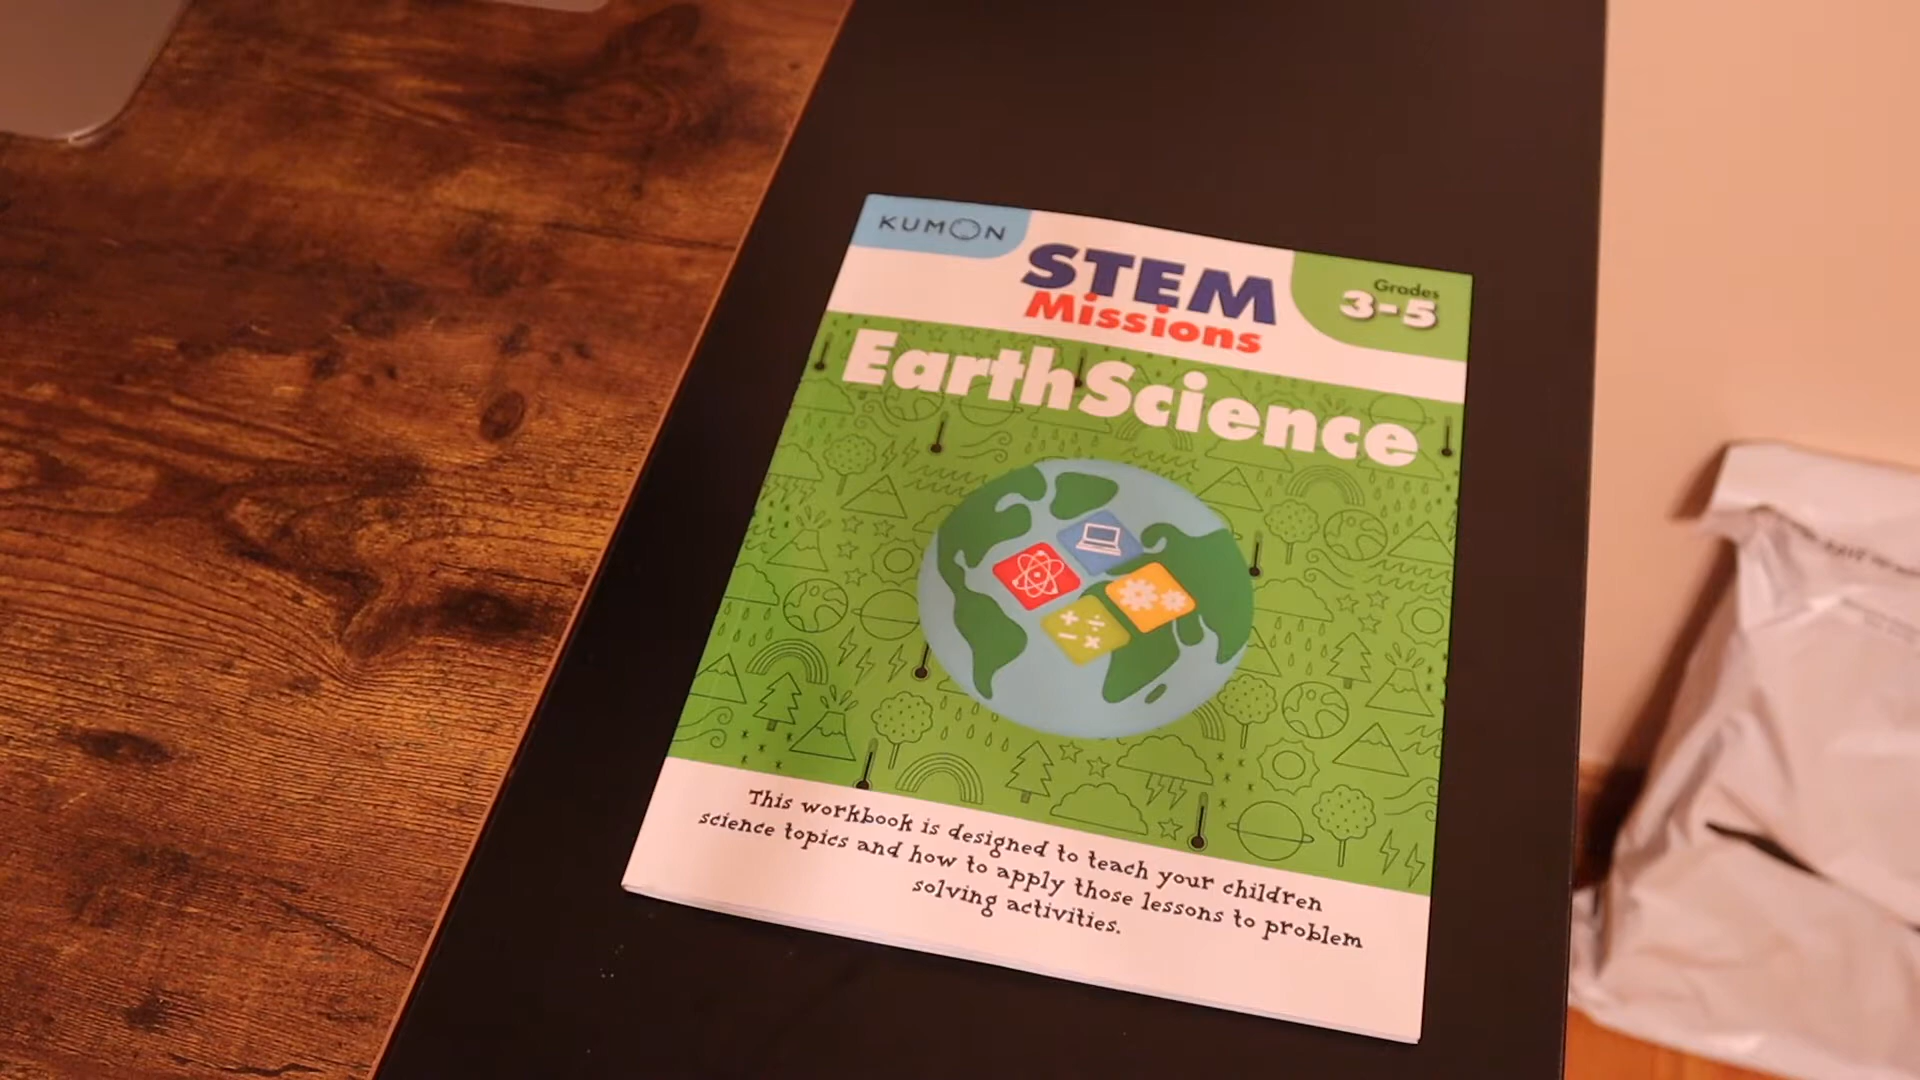 KUMON
STEM
Missions
Grades
3-5
EarthScience
This workbook is designed to teach your children
science topics and how to apply those lessons to problem
solving activities.